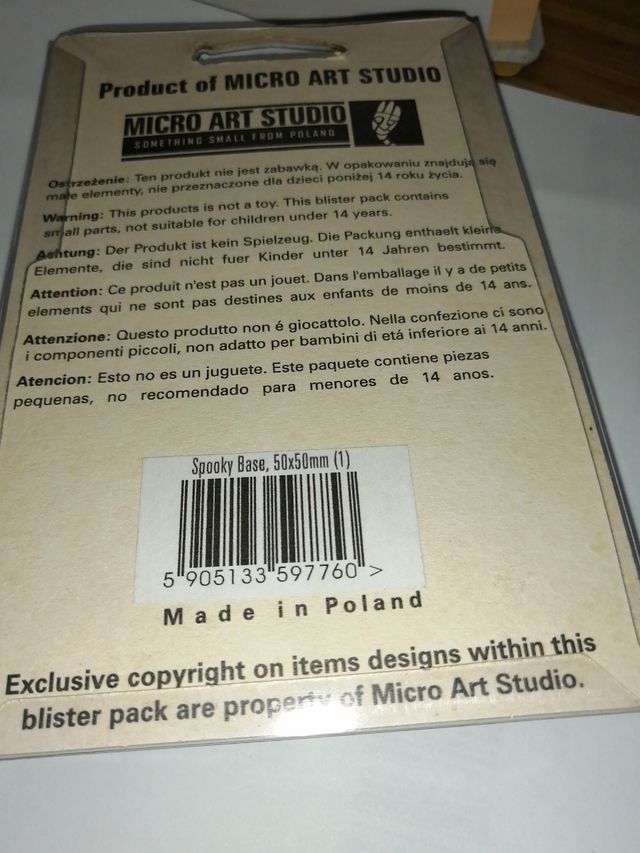 Product of MICRO ART STUDIO
MICRO ART STUDIO
SOMETHING SMALL FROM POLAND
Ostrzeżenie: Ten produkt nie jest zabawką. W opakowaniu znajdują się
małe elementy, nie przeznaczone dla dzieci poniżej 14 roku życia.
Warning: This products is not a toy. This blister pack contains
small parts, not suitable for children under 14 years.
Achtung: Der Produkt ist kein Spielzeug. Die Packung enthaelt kleine
Elemente, die sind nicht fuer Kinder unter 14 Jahren bestimmt.
Attention: Ce produit n'est pas un jouet. Dans l'emballage il y a de petits
elements qui ne sont pas destines aux enfants de moins de 14 ans.
Attenzione: Questo produtto non é giocattolo. Nella confezione ci sono
i componenti piccoli, non adatto per bambini di etá inferiore ai 14 anni.
Atencion: Esto no es un juguete. Este paquete contiene piezas
pequenas, no recomendado para menores de 14 anos.
Spooky Base, 50x50mm (1)
5 905133 597760 >
Made in Poland
Exclusive copyright on items designs within this
blister pack are property of Micro Art Studio.